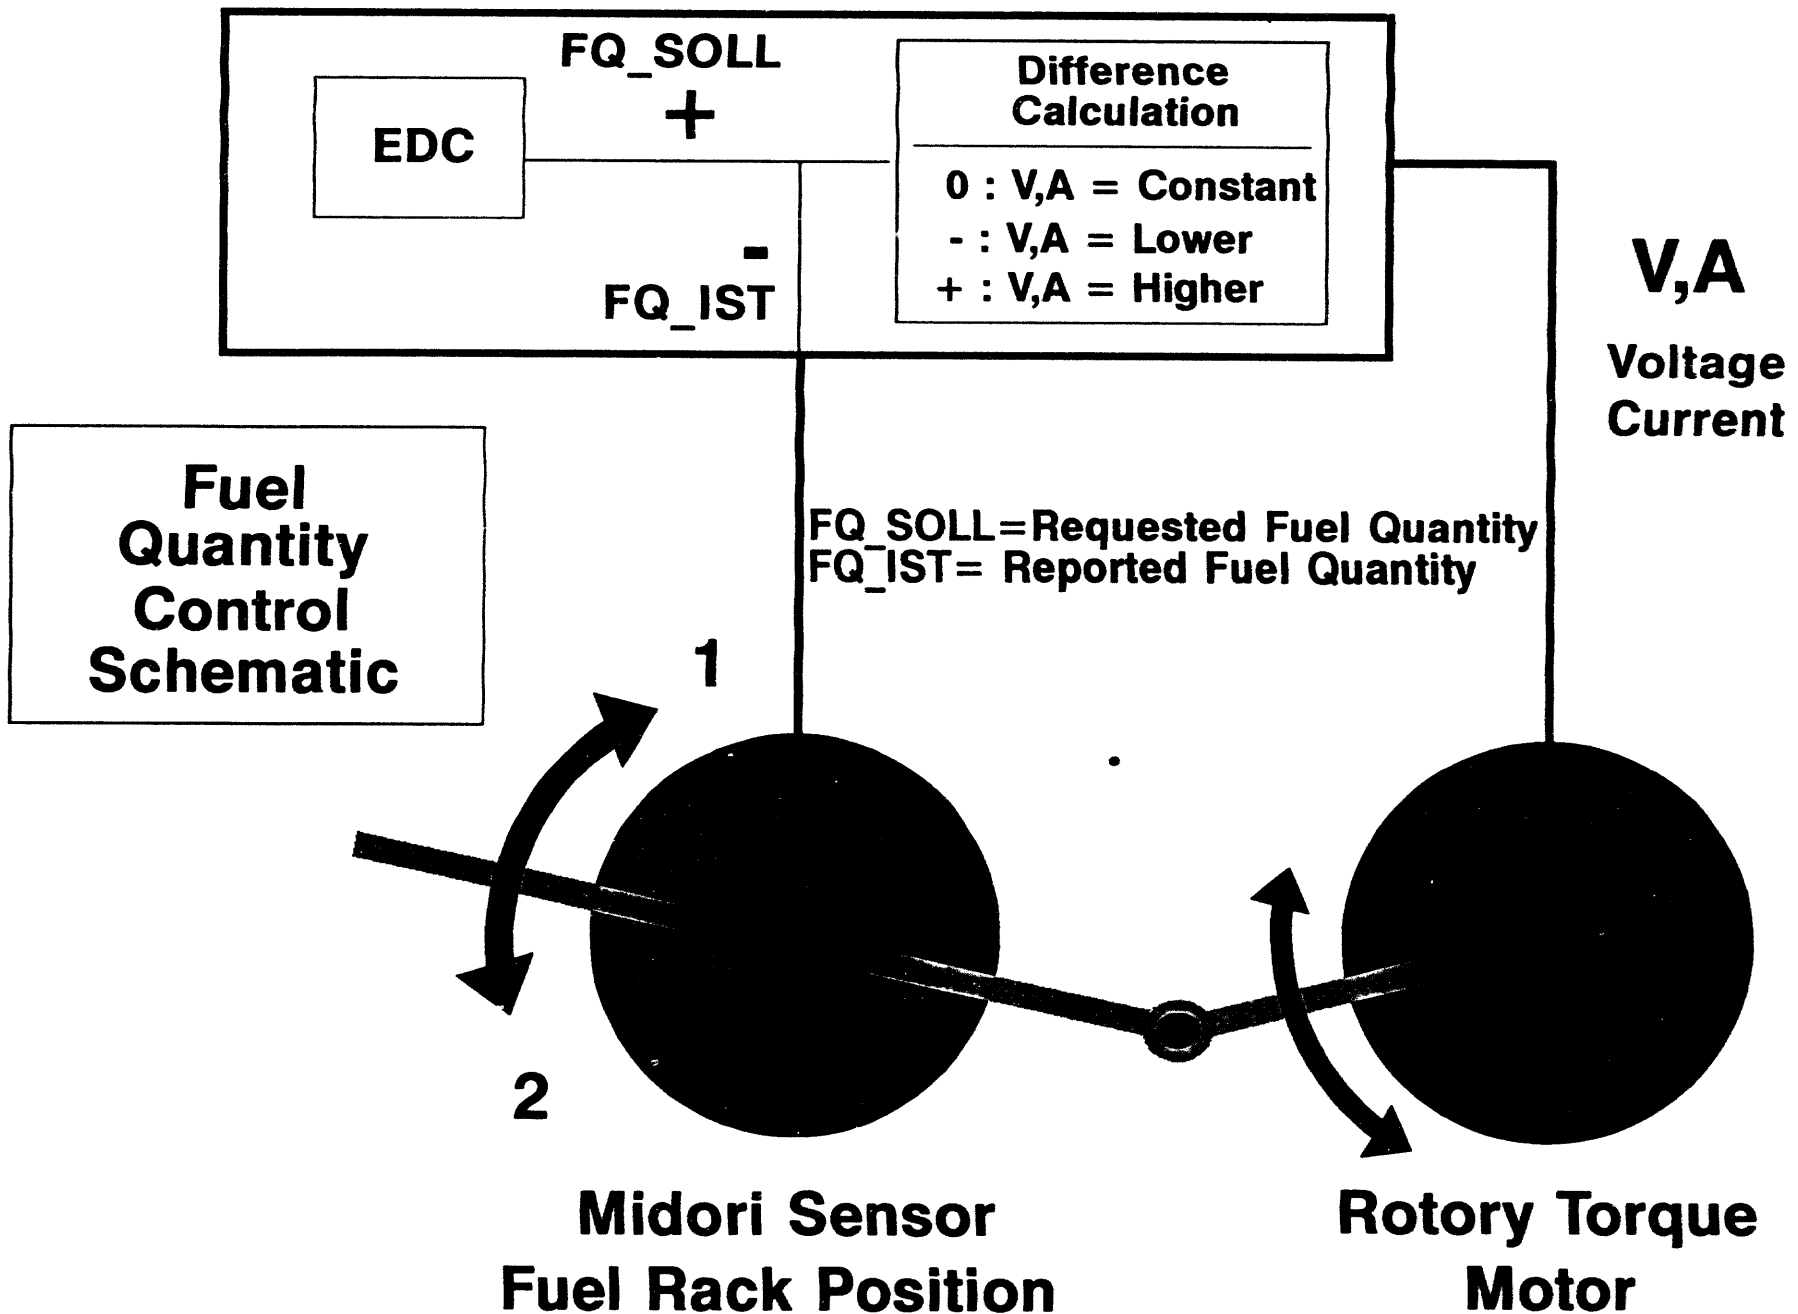 FQ_SOLL
+
EDC
-
FQ_IST
Difference
Calculation
0 : V,A = Constant
- : V,A = Lower
+ : V,A = Higher
V,A
Voltage
Current
Fuel
Quantity
Control
Schematic
FQ_SOLL=Requested Fuel Quantity
FQ_IST= Reported Fuel Quantity
1
2
Midori Sensor
Fuel Rack Position
Rotory Torque
Motor